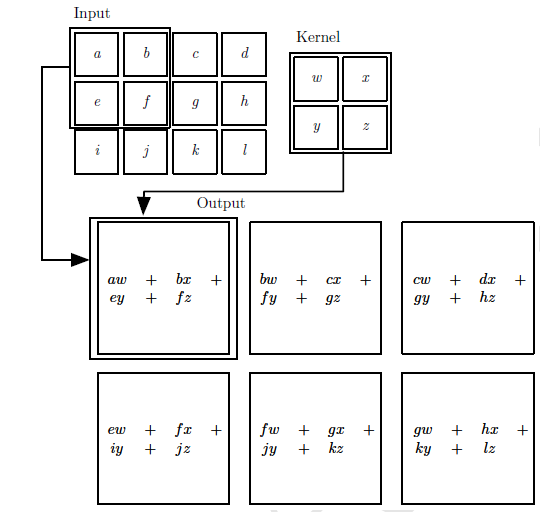 Input
Kernel
a b c d
w x
e f g h
y z
i j k l
Output
aw + bx +
ey + fz
bw + cx +
fy + gz
cw + dx +
gy + hz
ew + fx +
iy + jz
fw + gx +
jy + kz
gw + hx +
ky + lz